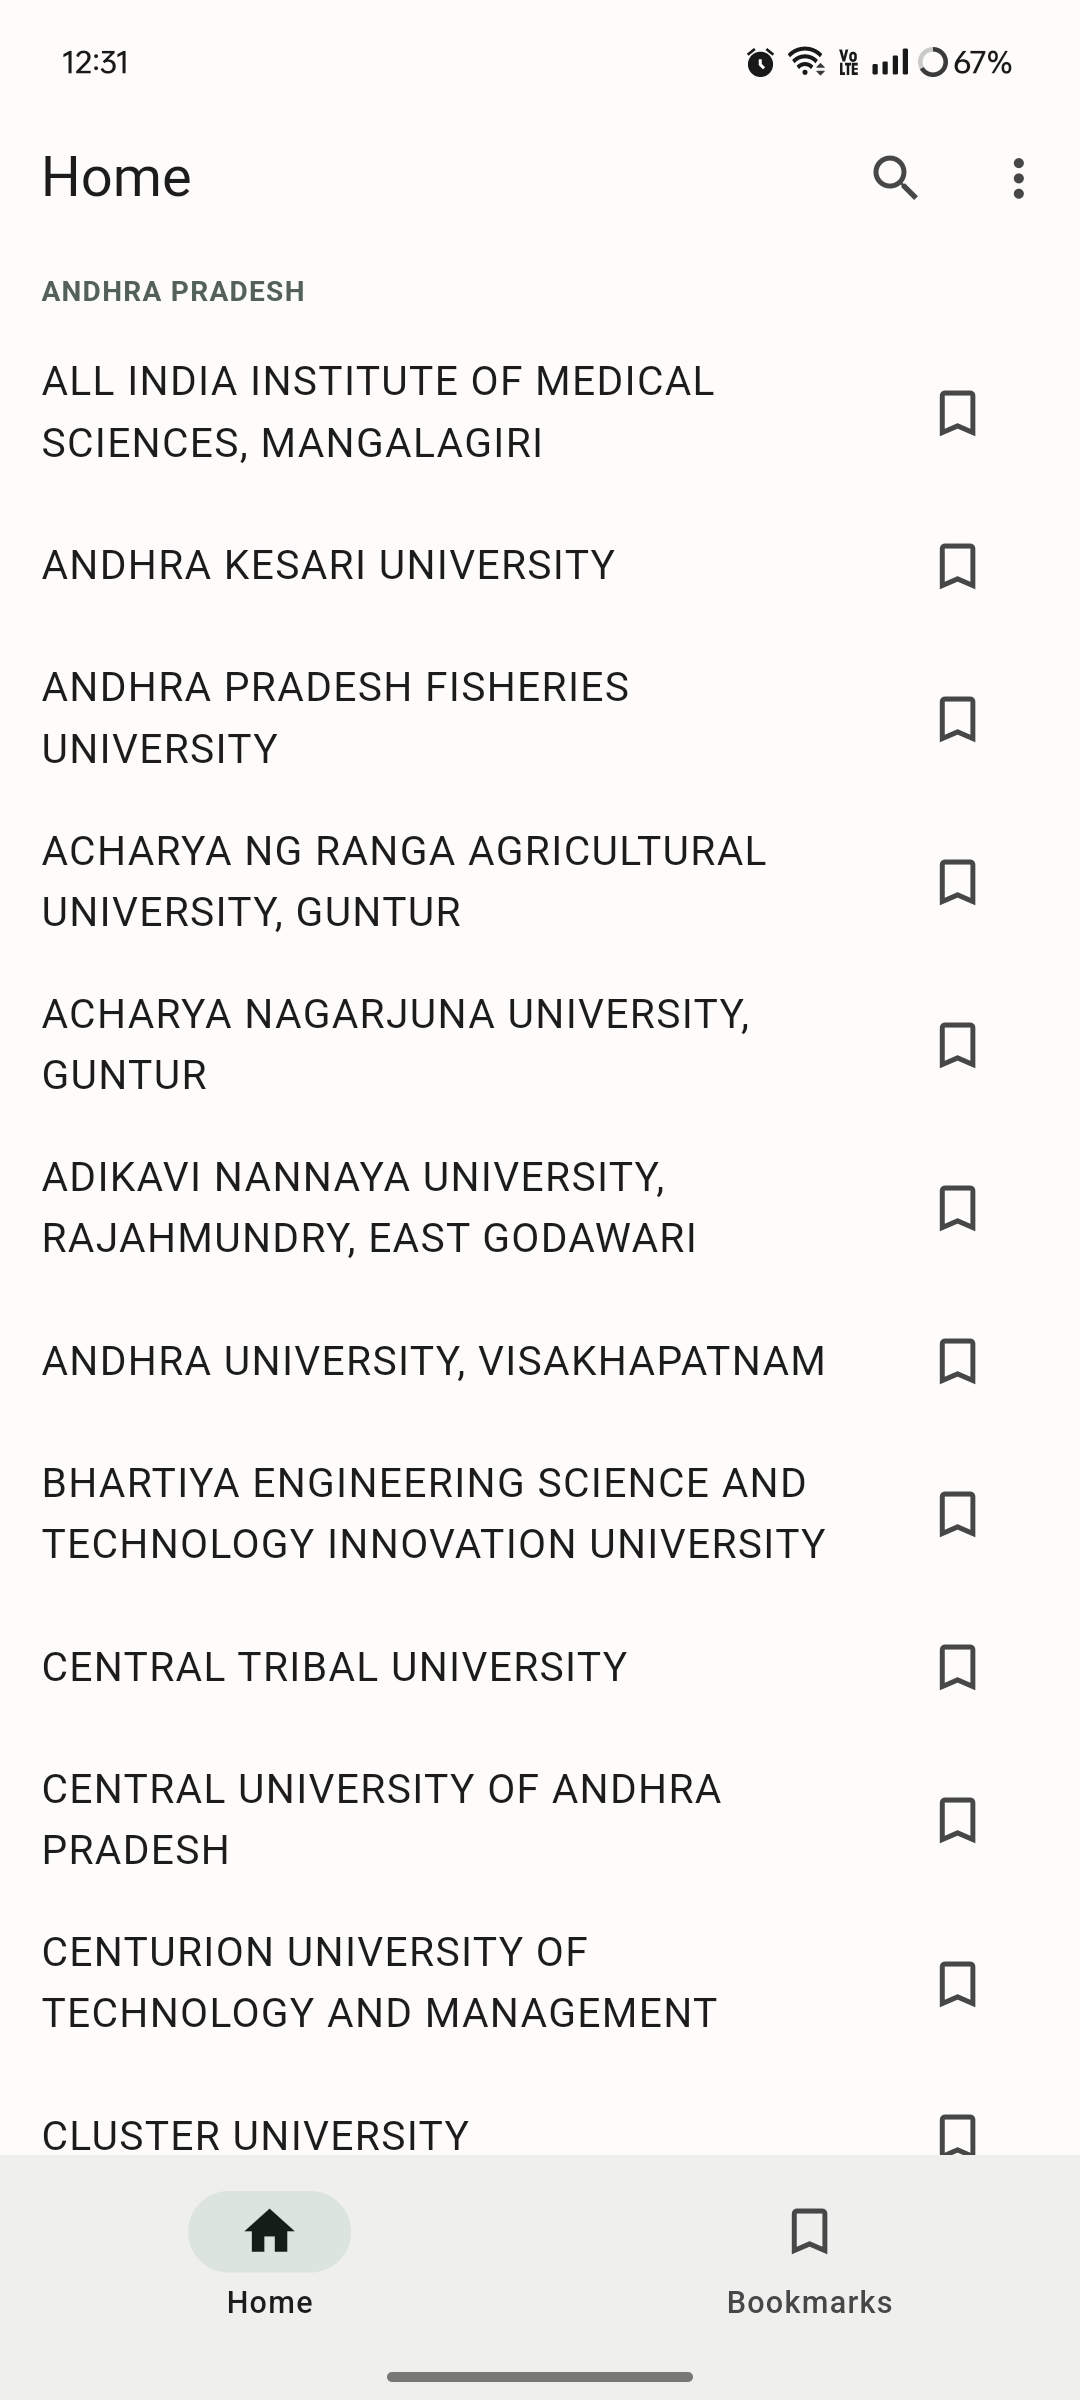 12:31
Vo
LTE
67%
Home
ANDHRA PRADESH
ALL INDIA INSTITUTE OF MEDICAL
SCIENCES, MANGALAGIRI
ANDHRA KESARI UNIVERSITY
ANDHRA PRADESH FISHERIES
UNIVERSITY
ACHARYA NG RANGA AGRICULTURAL
UNIVERSITY, GUNTUR
ACHARYA NAGARJUNA UNIVERSITY,
GUNTUR
ADIKAVI NANNAYA UNIVERSITY,
RAJAHMUNDRY, EAST GODAWARI
ANDHRA UNIVERSITY, VISAKHAPATNAM
BHARTIYA ENGINEERING SCIENCE AND
TECHNOLOGY INNOVATION UNIVERSITY
CENTRAL TRIBAL UNIVERSITY
CENTRAL UNIVERSITY OF ANDHRA
PRADESH
CENTURION UNIVERSITY OF
TECHNOLOGY AND MANAGEMENT
CLUSTER UNIVERSITY
Home
Bookmarks